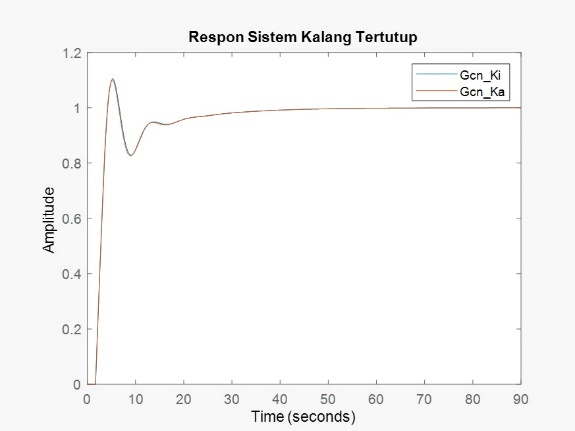 Respon Sistem Kalang Tertutup
1.2
Gcn_Ki
Gcn_Ka
1
0.8
0.6
0.4
0.2
0
Amplitude
0 10 20 30 40 50 60 70 80 90
Time (seconds)